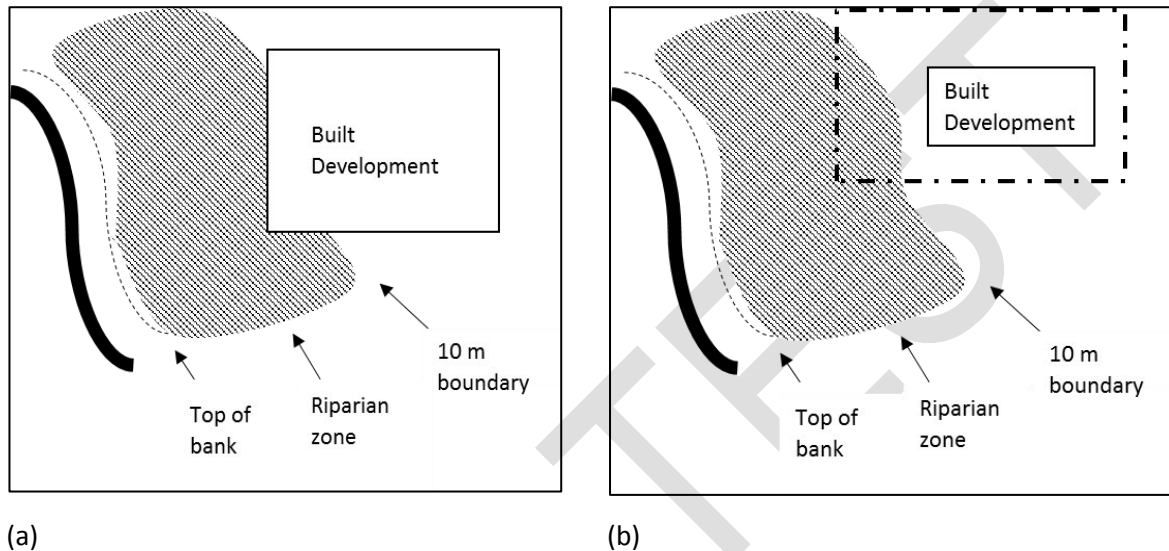 Built
Development
10 m
boundary
Riparian
zone
Top of
bank
(a)
Built
Development
10 m
boundary
Riparian
zone
Top of
bank
(b)